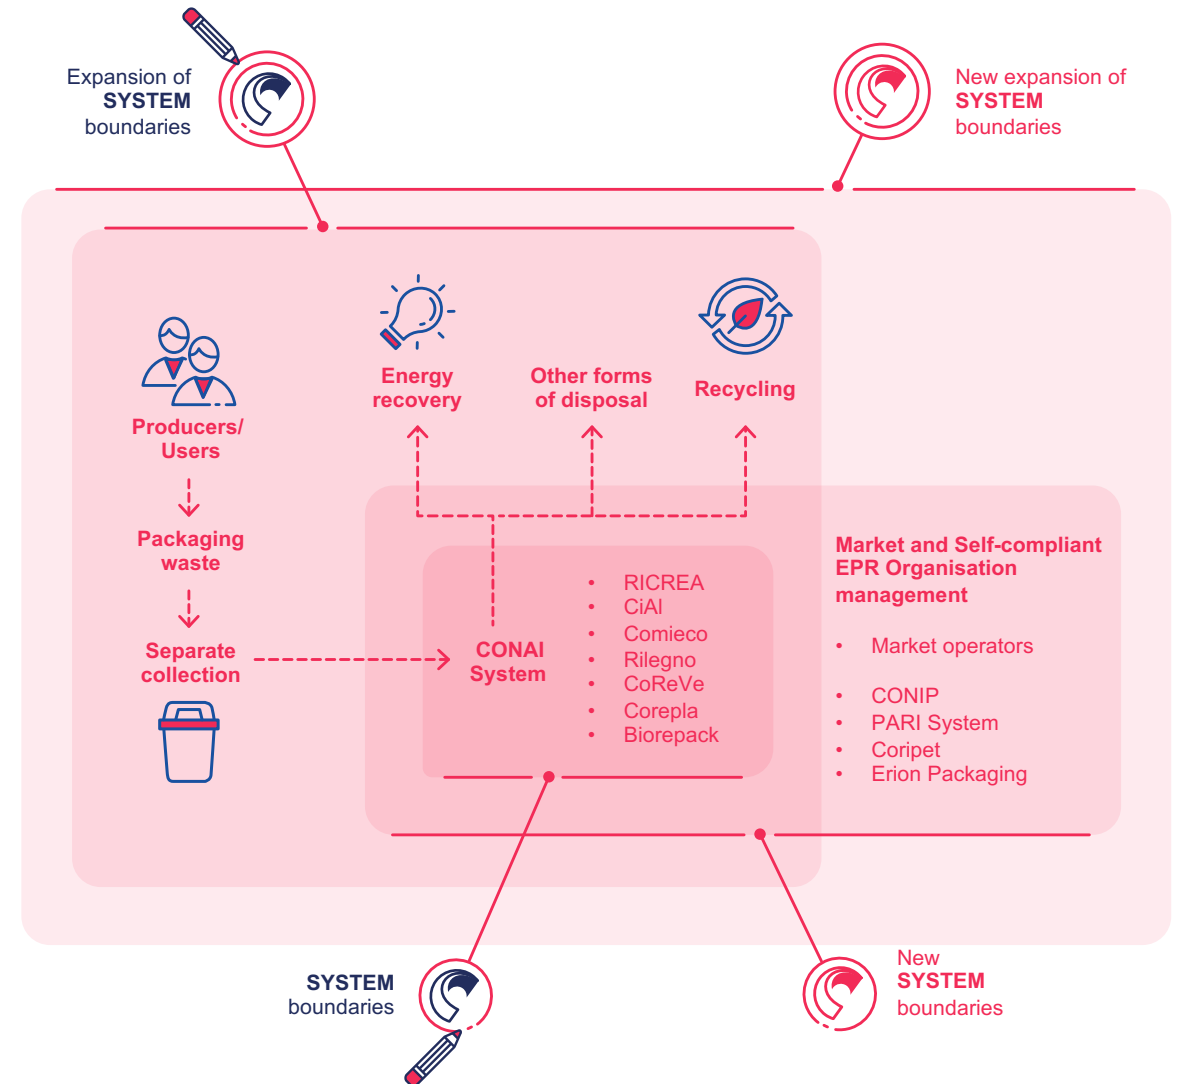 Expansion of
SYSTEM
boundaries
New expansion of
SYSTEM
boundaries
Producers/
Users
Packaging
waste
Separate
collection
Energy
recovery
Other forms
of disposal
Recycling
CONAI
System
• RICREA
• CiAl
• Comieco
• Rilegno
• CoReVe
• Corepla
• Biorepack
Market and Self-compliant
EPR Organisation
management
• Market operators
• CONIP
• PARI System
• Coripet
• Erion Packaging
SYSTEM
boundaries
New
SYSTEM
boundaries